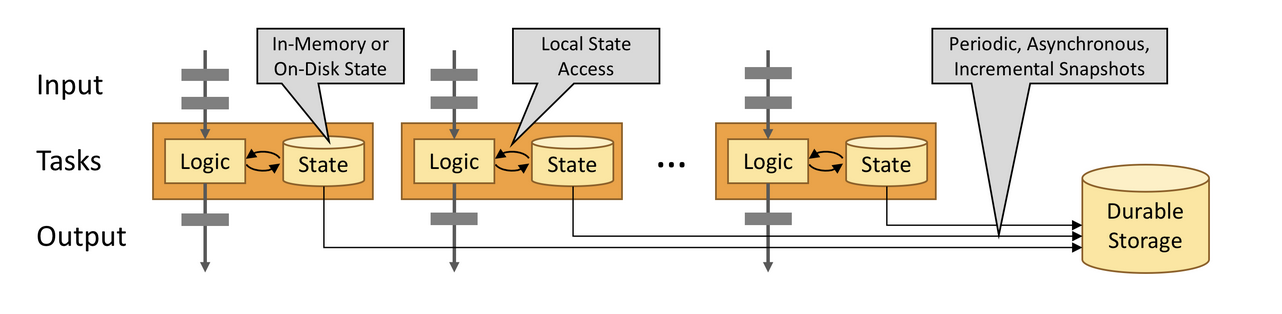 In-Memory or
On-Disk State
Local State
Access
Periodic, Asynchronous,
Incremental Snapshots
Input
Tasks
Logic
State
Logic
State
...
Logic
State
Output
Durable
Storage